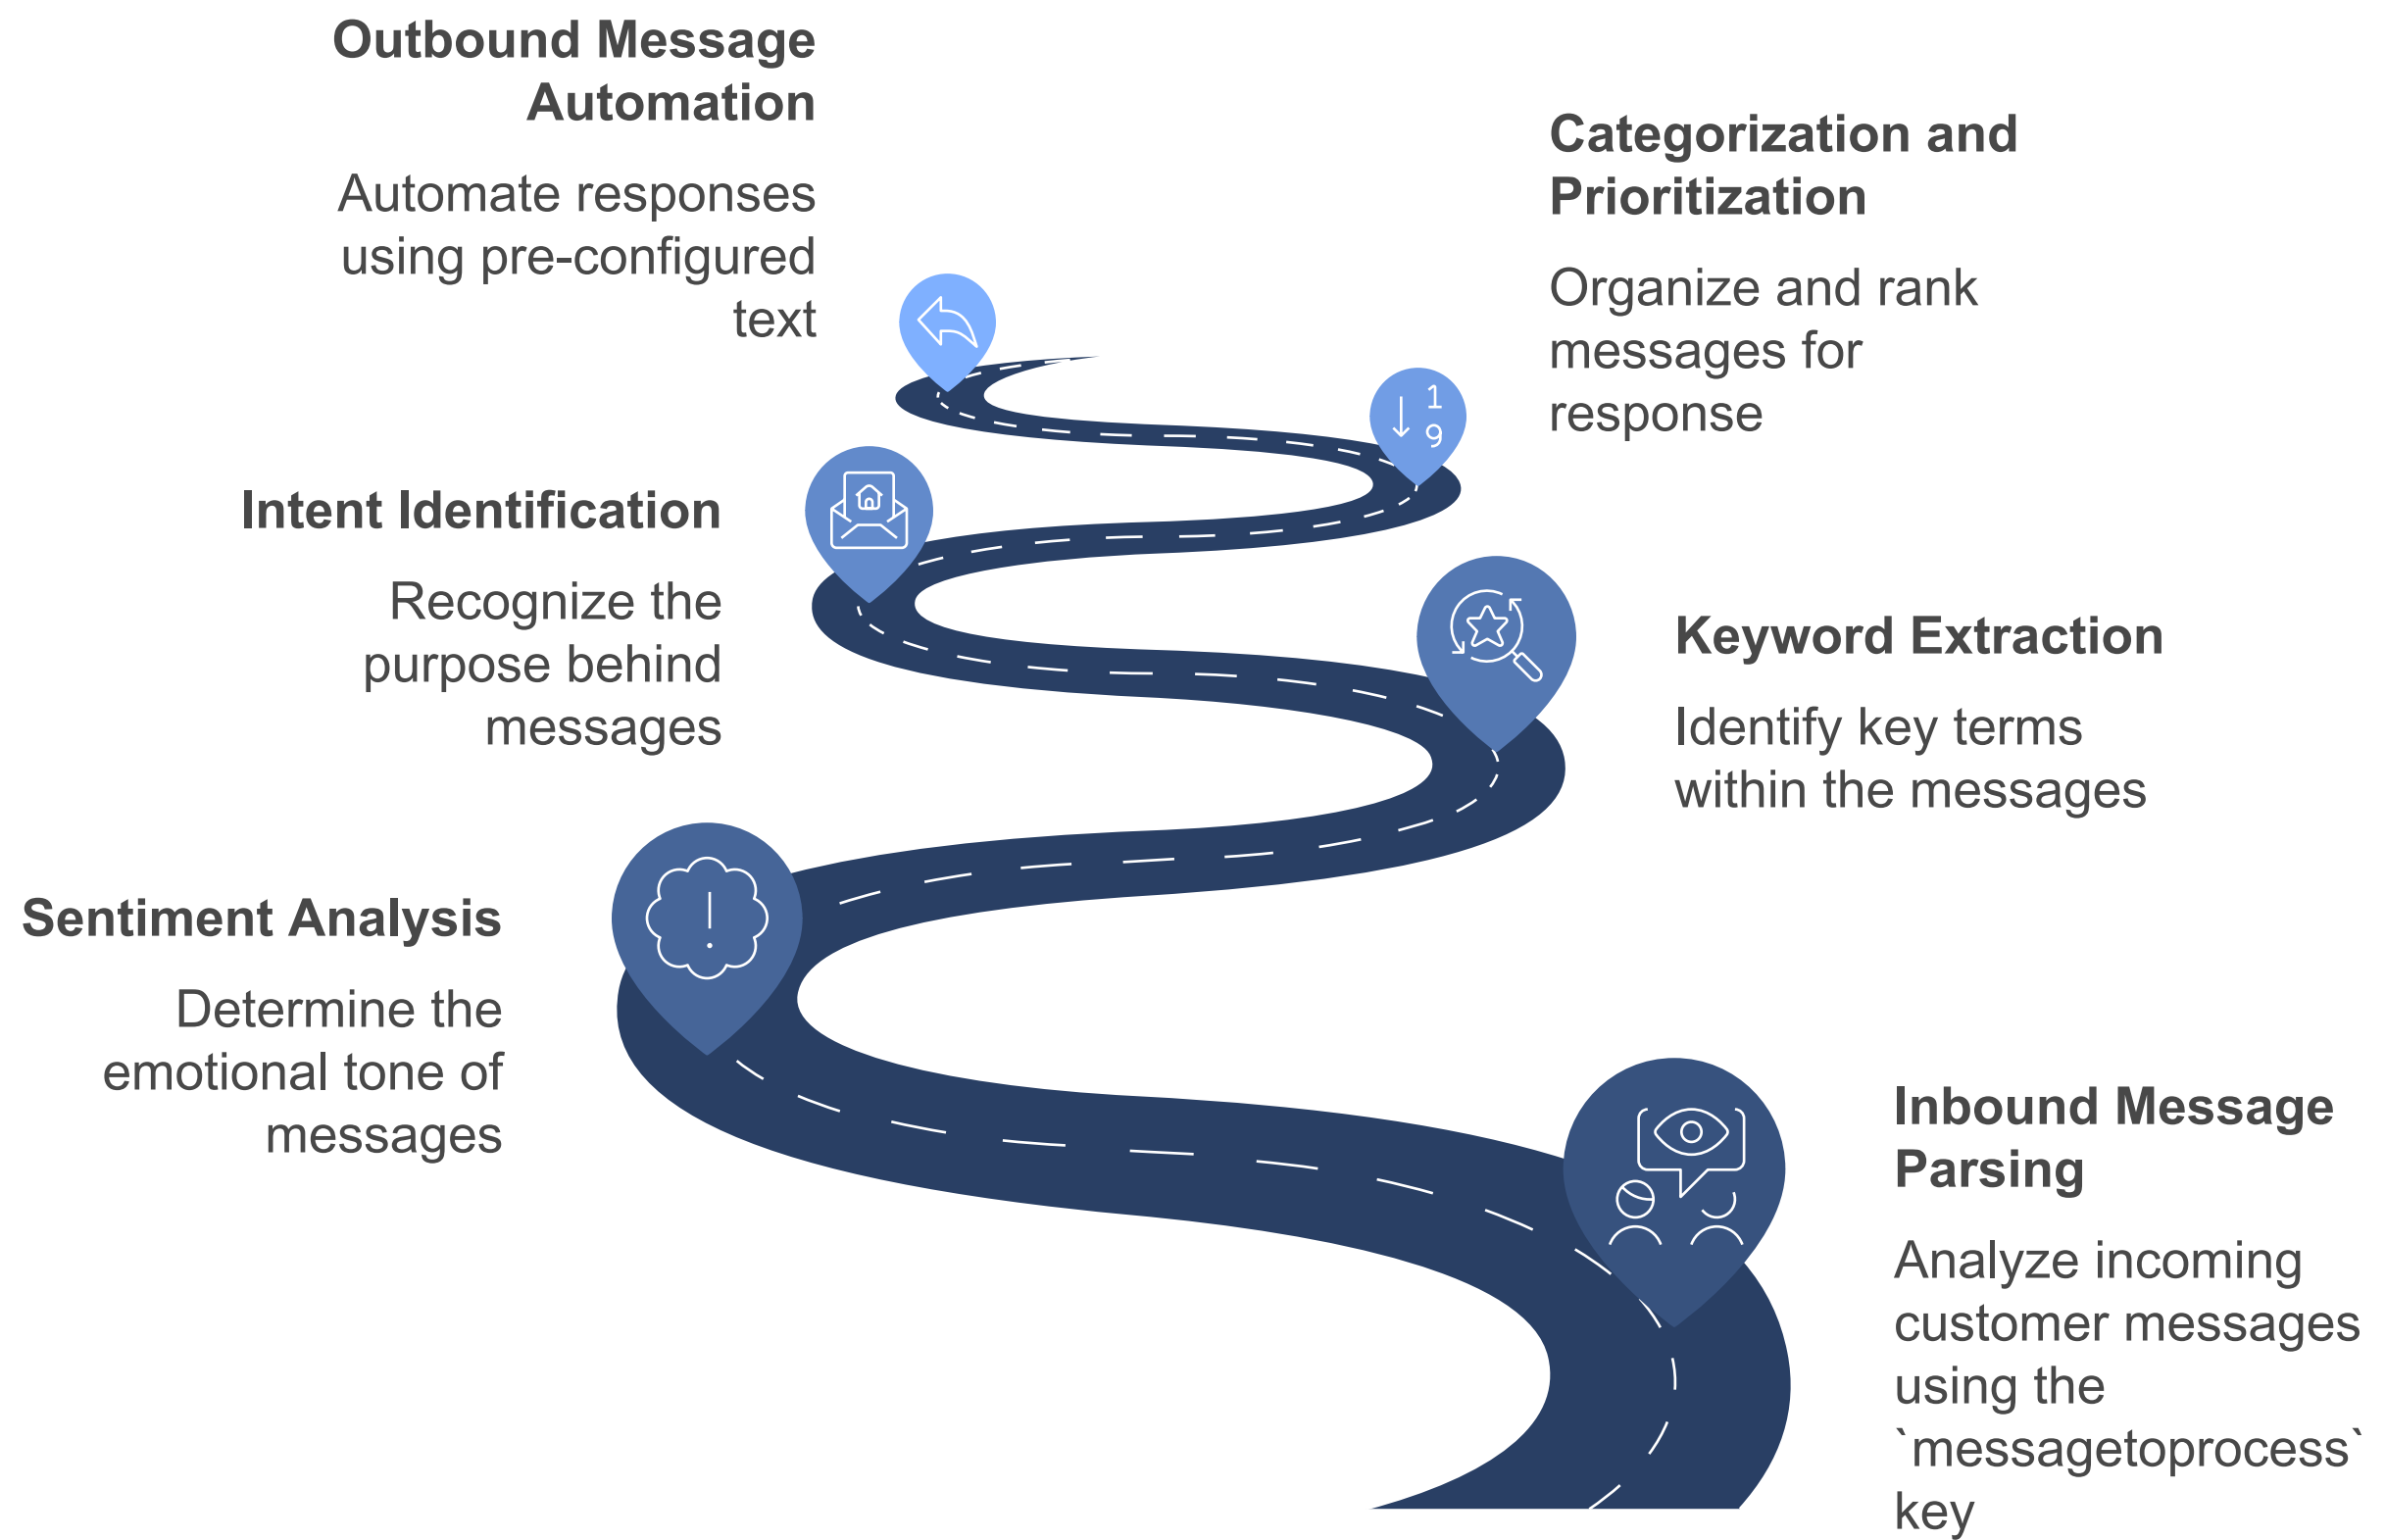 Outbound Message
Automation
Automate responses
using pre-configured
text
Categorization and
Prioritization
Organize and rank
messages for
response
1
9
Intent Identification
Recognize the
purpose behind
messages
Keyword Extraction
Identify key terms
within the messages
Sentiment Analysis
Determine the
emotional tone of
messages
Inbound Message
Parsing
Analyze incoming
customer messages
using the
`messagetoprocess`
key